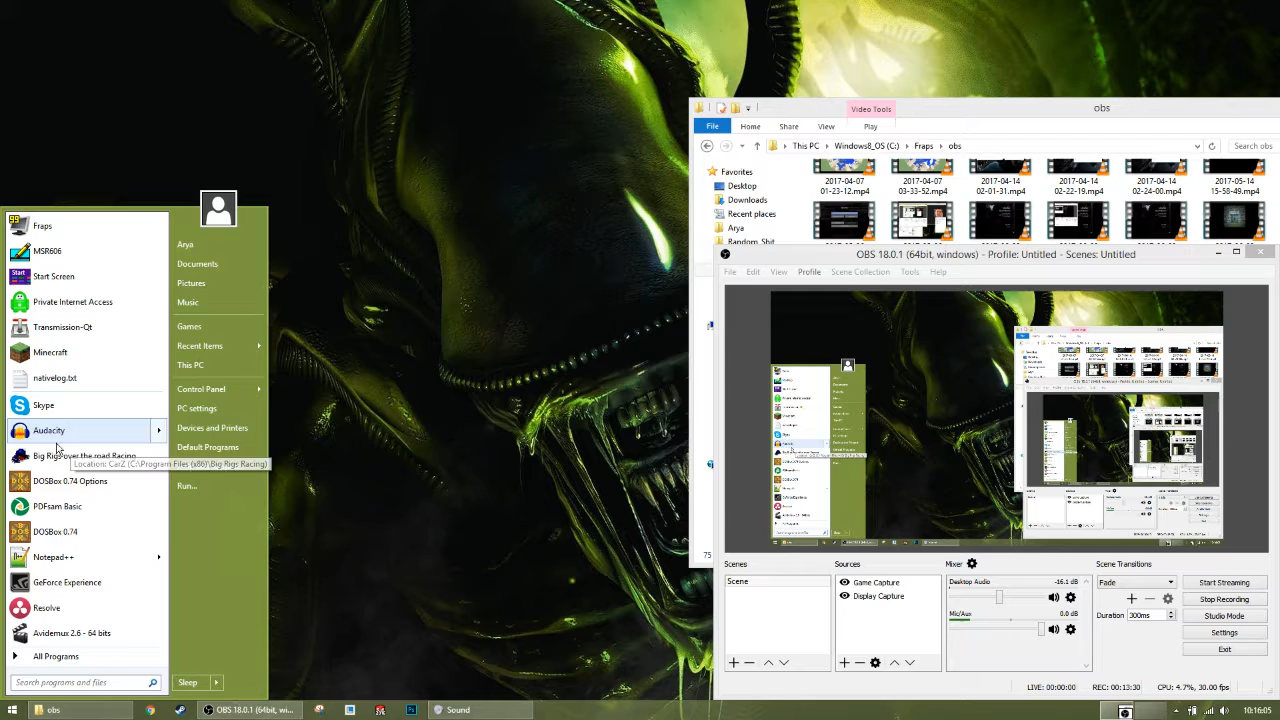 Video Tools
obs
File
Home
Share
View
Play
This PC
Windows8_OS (C:)
Fraps
obs
Search obs
Favorites
Desktop
Downloads
Recent places
Arya
Random_Shit
2017-04-07
01-23-12.mp4
2017-04-07
03-33-52.mp4
2017-04-14
02-01-31.mp4
2017-04-14
02-22-19.mp4
2017-04-14
02-24-00.mp4
2017-05-14
15-58-49.mp4
75
99
Fraps
MSR606
Start
Start Screen
Private Internet Access
Transmission-Qt
Minecraft
nativelog.txt
Skype
Audacity
Big Rigs Over the Road Racing
Location: CarZ (C:\Program Files (x86)\Big Rigs Racing)
DOSBox 0.74 Options
PDFsam Basic
DOSBox 0.74
Notepad++
GeForce Experience
Resolve
Avidemux 2.6 - 64 bits
All Programs
Search programs and files
Arya
Documents
Pictures
Music
Games
Recent Items
This PC
Control Panel
PC settings
Devices and Printers
Default Programs
Run...
Sleep
OBS 18.0.1 (64bit, windows) - Profile: Untitled - Scenes: Untitled
File
Edit
View
Profile
Scene Collection
Tools
Help
Scenes
Scene
Sources
Game Capture
Display Capture
Mixer
Desktop Audio
-16.1 dB
Mic/Aux
0.0 dB
Scene Transitions
Fade
Duration
300ms
Start Streaming
Stop Recording
Studio Mode
Settings
Exit
LIVE: 00:00:00
REC: 00:13:30
CPU: 4.7%, 30.00 fps
obs
OBS 18.0.1 (64bit, wi...
Sound
10:16:05